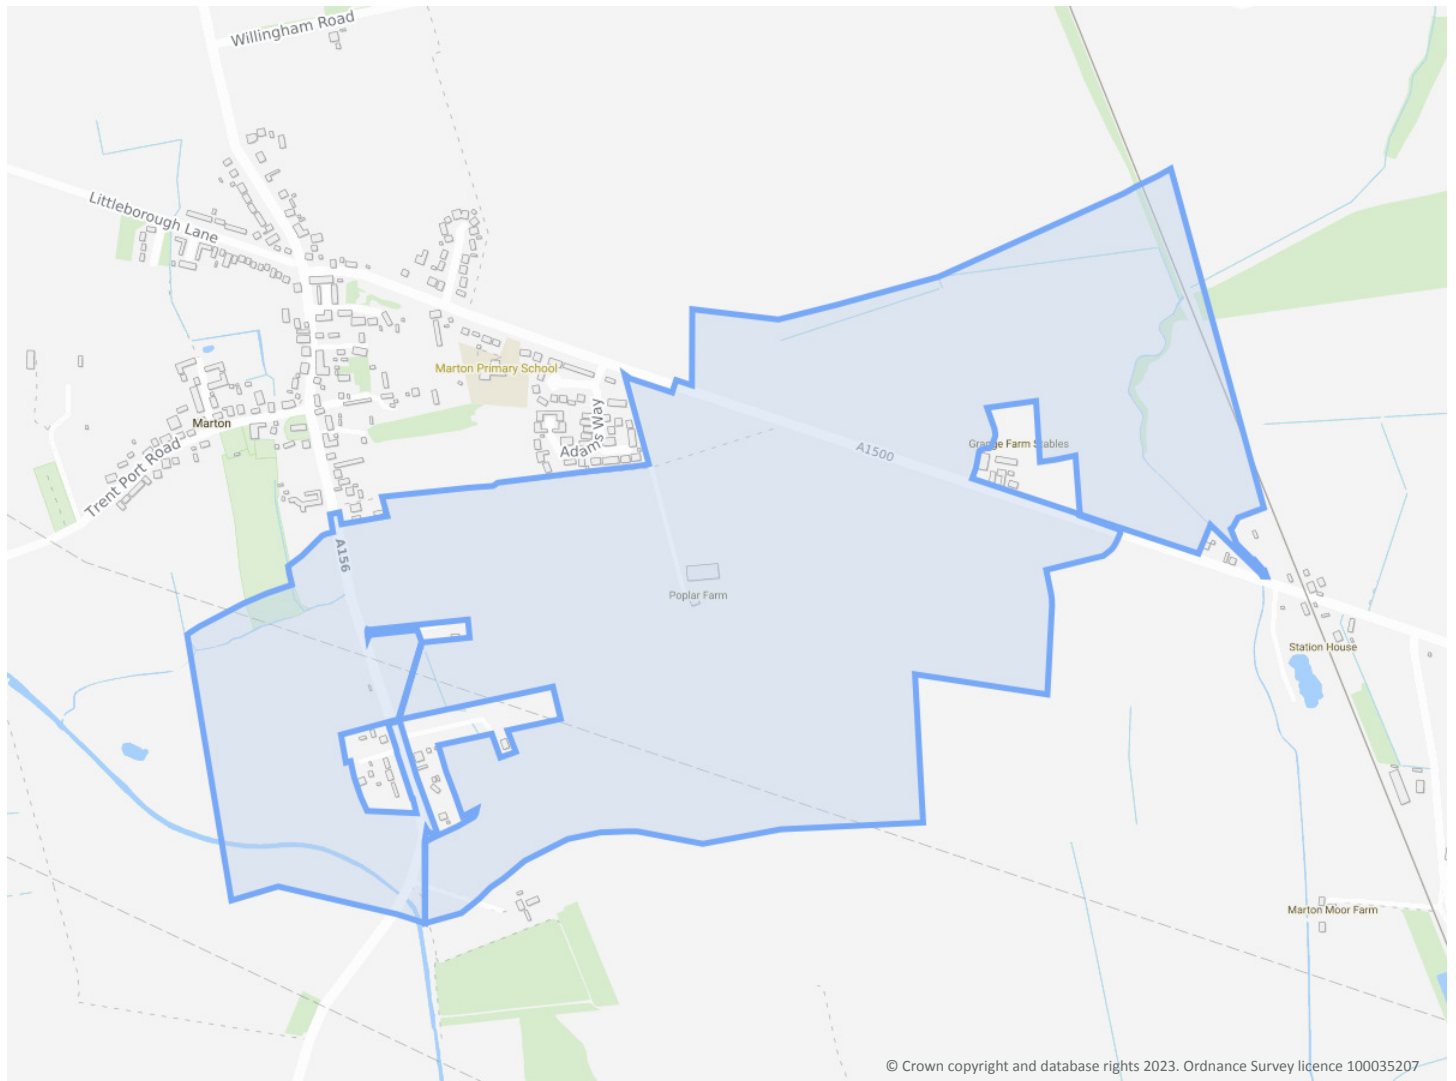 Willingham Road
Littleborough Lane
Marton Primary School
Marton
Adams Way
Trent Port Road
A1500
Grange Farm Stables
A156
Poplar Farm
Station House
Marton Moor Farm
© Crown copyright and database rights 2023. Ordnance Survey licence 100035207